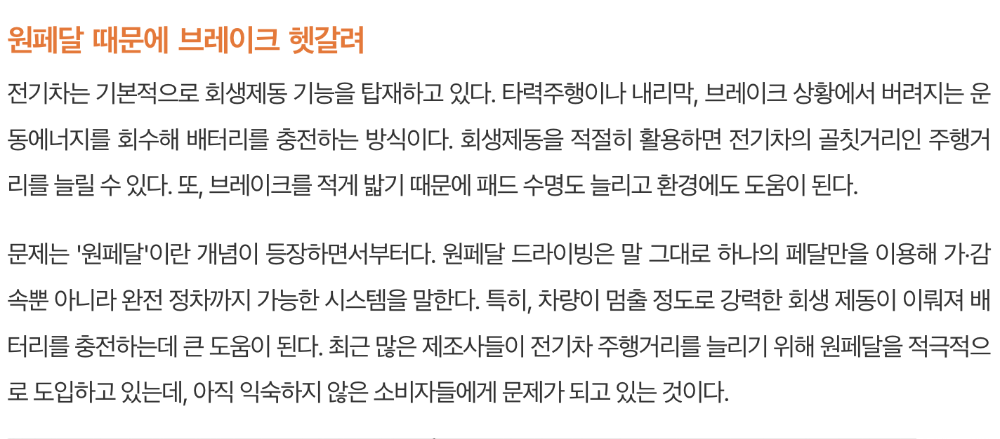 원페달 때문에 브레이크 헷갈려
전기차는 기본적으로 회생제동 기능을 탑재하고 있다. 타력주행이나 내리막, 브레이크 상황에서 버려지는 운
동에너지를 회수해 배터리를 충전하는 방식이다. 회생제동을 적절히 활용하면 전기차의 골칫거리인 주행거
리를 늘릴 수 있다. 또, 브레이크를 적게 밟기 때문에 패드 수명도 늘리고 환경에도 도움이 된다.
문제는 '원페달'이란 개념이 등장하면서부터다. 원페달 드라이빙은 말 그대로 하나의 페달만을 이용해 가·감
속뿐 아니라 완전 정차까지 가능한 시스템을 말한다. 특히, 차량이 멈출 정도로 강력한 회생 제동이 이뤄져 배
터리를 충전하는데 큰 도움이 된다. 최근 많은 제조사들이 전기차 주행거리를 늘리기 위해 원페달을 적극적으
로 도입하고 있는데, 아직 익숙하지 않은 소비자들에게 문제가 되고 있는 것이다.